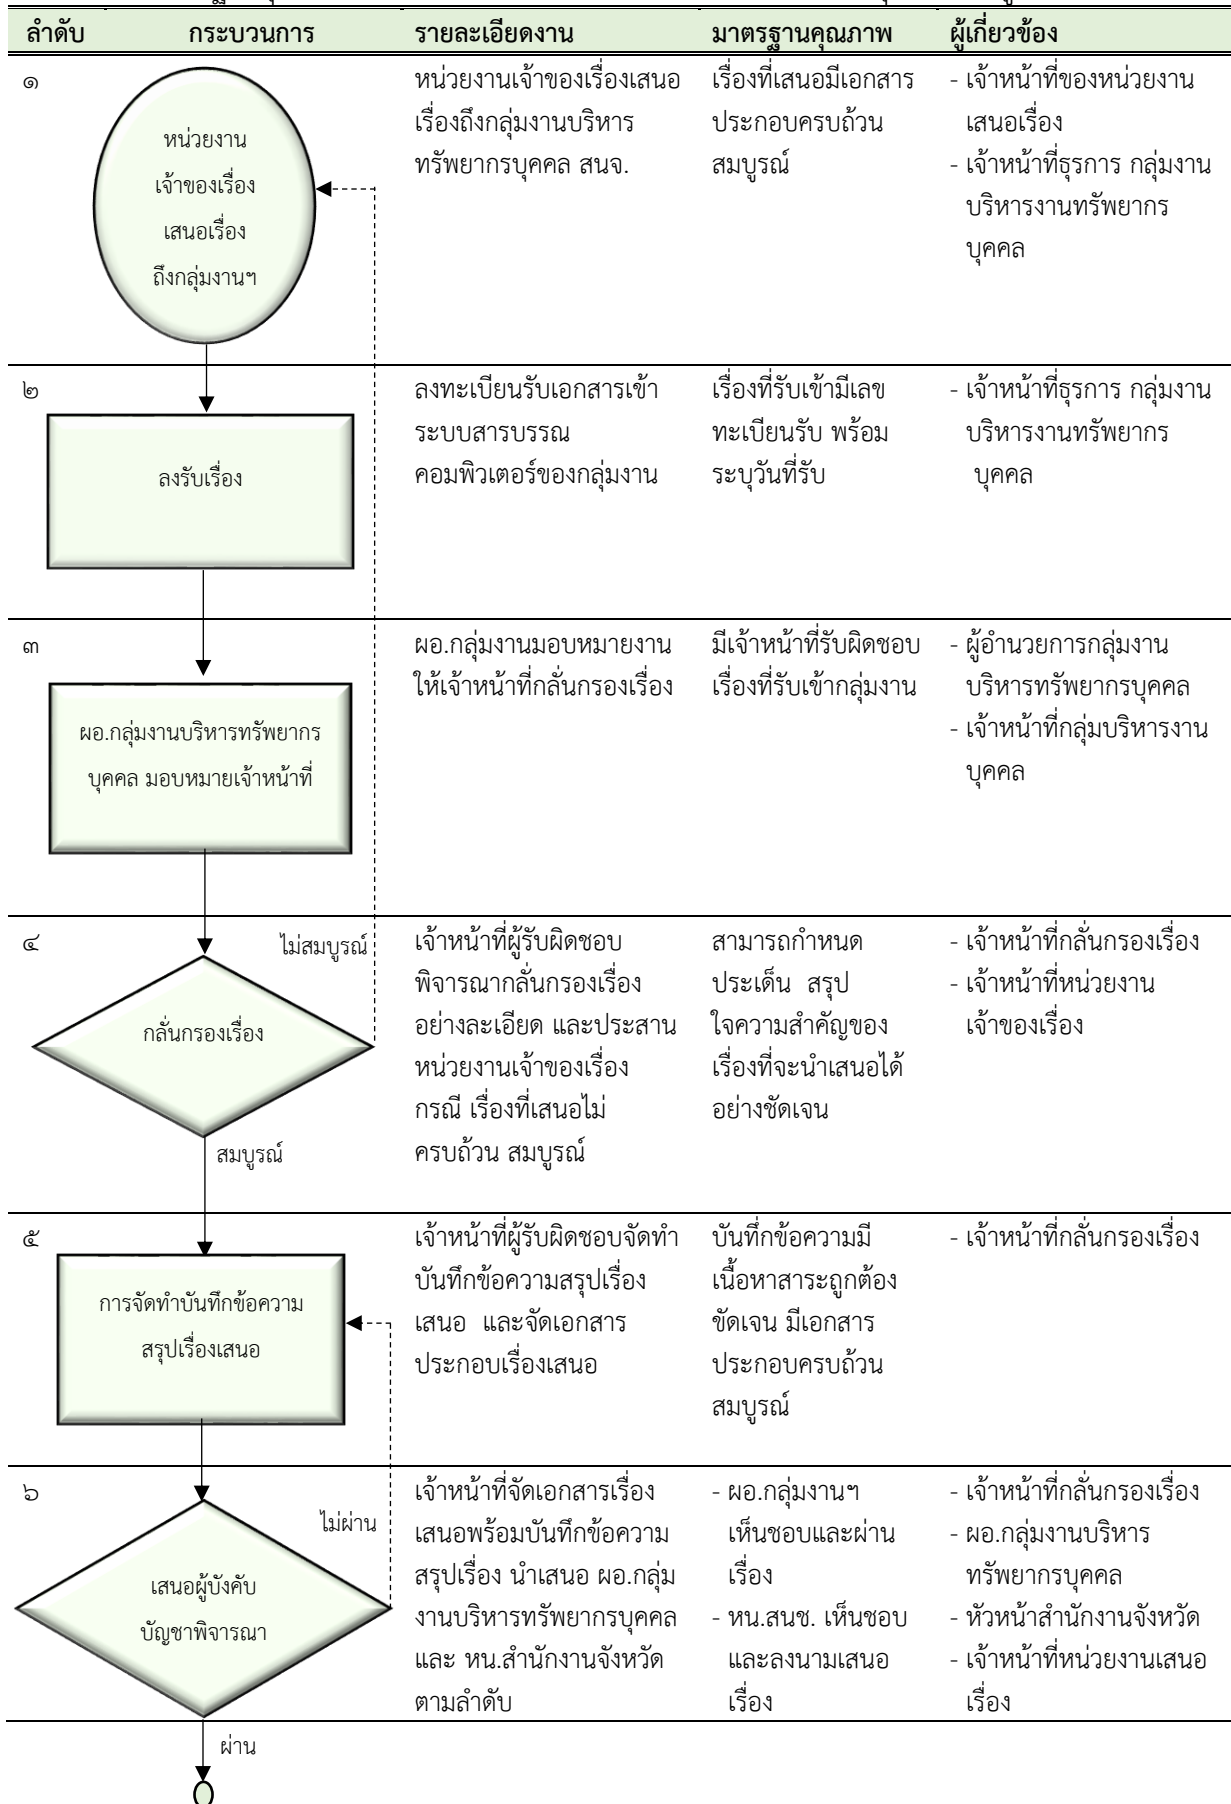 ลำดับ กระบวนการ รายละเอียดงาน มาตรฐานคุณภาพ ผู้เกี่ยวข้อง
๑
หน่วยงาน
เจ้าของเรื่อง
เสนอเรื่อง
ถึงกลุ่มงานฯ
หน่วยงานเจ้าของเรื่องเสนอ
เรื่องถึงกลุ่มงานบริหาร
ทรัพยากรบุคคล สนจ.
เรื่องที่เสนอมีเอกสาร
ประกอบครบถ้วน
สมบูรณ์
- เจ้าหน้าที่ของหน่วยงาน
เสนอเรื่อง
- เจ้าหน้าที่ธุรการ กลุ่มงาน
บริหารงานทรัพยากร
บุคคล
๒
ลงรับเรื่อง
ลงทะเบียนรับเอกสารเข้า
ระบบสารบรรณ
คอมพิวเตอร์ของกลุ่มงาน
เรื่องที่รับเข้ามีเลข
ทะเบียนรับ พร้อม
ระบุวันที่รับ
- เจ้าหน้าที่ธุรการ กลุ่มงาน
บริหารงานทรัพยากร
บุคคล
๓
ผอ.กลุ่มงานบริหารทรัพยากร
บุคคล มอบหมายเจ้าหน้าที่
ผอ.กลุ่มงานมอบหมายงาน
ให้เจ้าหน้าที่กลั่นกรองเรื่อง
มีเจ้าหน้าที่รับผิดชอบ
เรื่องที่รับเข้ากลุ่มงาน
- ผู้อำนวยการกลุ่มงาน
บริหารทรัพยากรบุคคล
- เจ้าหน้าที่กลุ่มบริหารงาน
บุคคล
๔
ไม่สมบูรณ์
กลั่นกรองเรื่อง
สมบูรณ์
เจ้าหน้าที่ผู้รับผิดชอบ
พิจารณากลั่นกรองเรื่อง
อย่างละเอียด และประสาน
หน่วยงานเจ้าของเรื่อง
กรณี เรื่องที่เสนอไม่
ครบถ้วน สมบูรณ์
สามารถกำหนด
ประเด็น สรุป
ใจความสำคัญของ
เรื่องที่จะนำเสนอได้
อย่างชัดเจน
- เจ้าหน้าที่กลั่นกรองเรื่อง
- เจ้าหน้าที่หน่วยงาน
เจ้าของเรื่อง
๕
การจัดทำบันทึกข้อความ
สรุปเรื่องเสนอ
เจ้าหน้าที่ผู้รับผิดชอบจัดทำ
บันทึกข้อความสรุปเรื่อง
เสนอ และจัดเอกสาร
ประกอบเรื่องเสนอ
บันทึกข้อความมี
เนื้อหาสาระถูกต้อง
ขัดเจน มีเอกสาร
ประกอบครบถ้วน
สมบูรณ์
- เจ้าหน้าที่กลั่นกรองเรื่อง
๖
ไม่ผ่าน
เสนอผู้บังคับ
บัญชาพิจารณา
เจ้าหน้าที่จัดเอกสารเรื่อง
เสนอพร้อมบันทึกข้อความ
สรุปเรื่อง นำเสนอ ผอ.กลุ่ม
งานบริหารทรัพยากรบุคคล
และ หน.สำนักงานจังหวัด
ตามลำดับ
- ผอ.กลุ่มงานฯ
เห็นชอบและผ่าน
เรื่อง
- หน.สนช. เห็นชอบ
และลงนามเสนอ
เรื่อง
- เจ้าหน้าที่กลั่นกรองเรื่อง
- ผอ.กลุ่มงานบริหาร
ทรัพยากรบุคคล
- หัวหน้าสำนักงานจังหวัด
- เจ้าหน้าที่หน่วยงานเสนอ
เรื่อง
ผ่าน